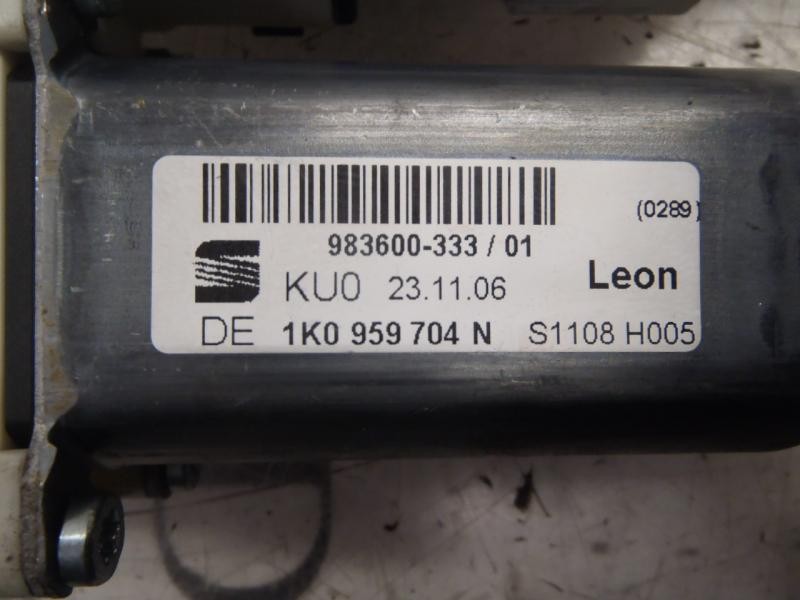 (0289)
983600-333 / 01
KU0 23.11.06 Leon
DE 1K0 959 704 N S1108 H005